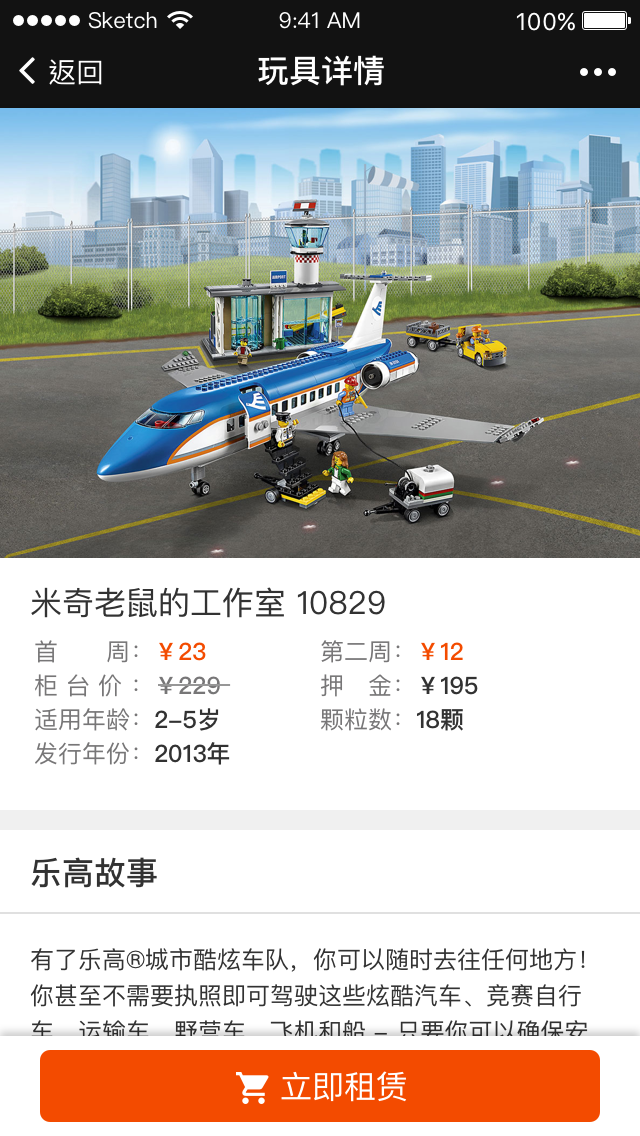 Sketch 9:41 AM 100%
返回 玩具详情
AIRPORT
米奇老鼠的工作室 10829
首 周: ¥23 第二周: ¥12
柜台价: ¥229 押 金: ¥195
适用年龄: 2-5岁 颗粒数: 18颗
发行年份: 2013年
乐高故事
有了乐高®城市酷炫车队，你可以随时去往任何地方！
你甚至不需要执照即可驾驶这些炫酷汽车、竞赛自行
车、运输车、野营车、飞机和船 – 只要你可以确保安
立即租赁